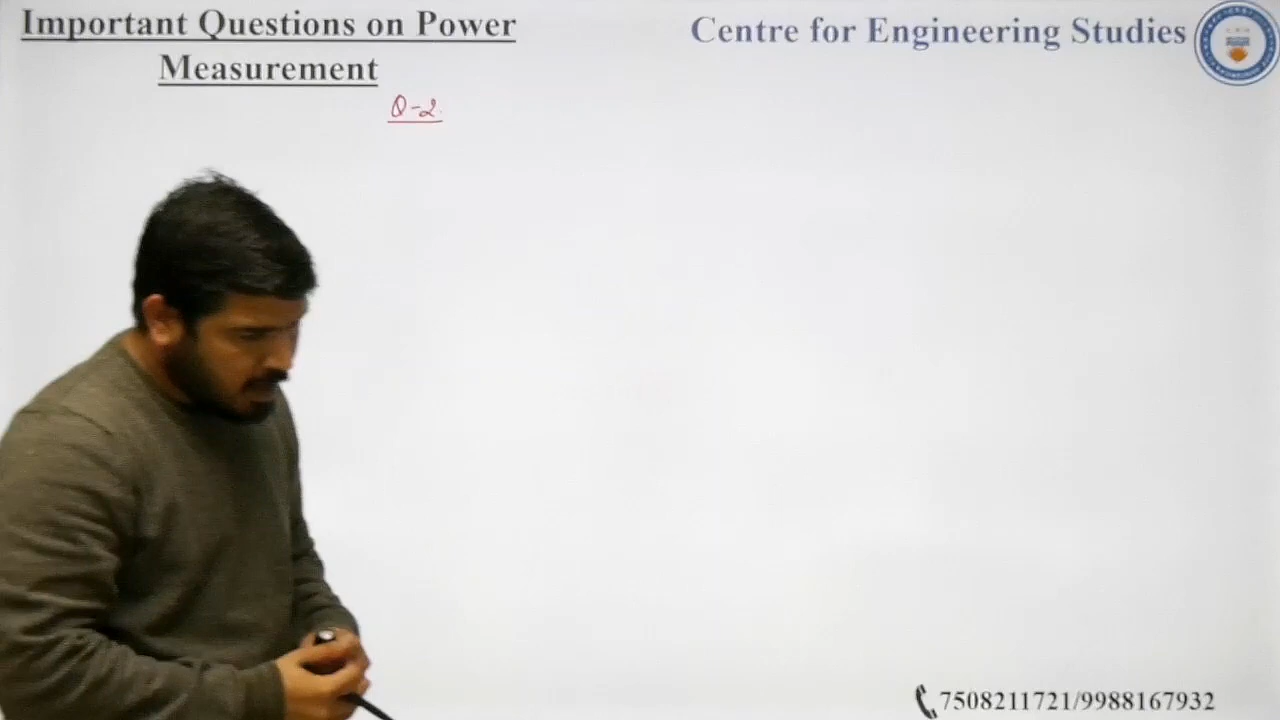 Important Questions on Power
Measurement
Centre for Engineering Studies
Q-2.
7508211721/9988167932